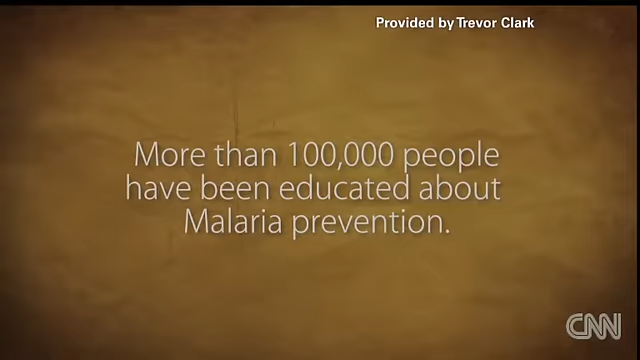 Provided by Trevor Clark
More than 100,000 people
have been educated about
Malaria prevention.
CNN